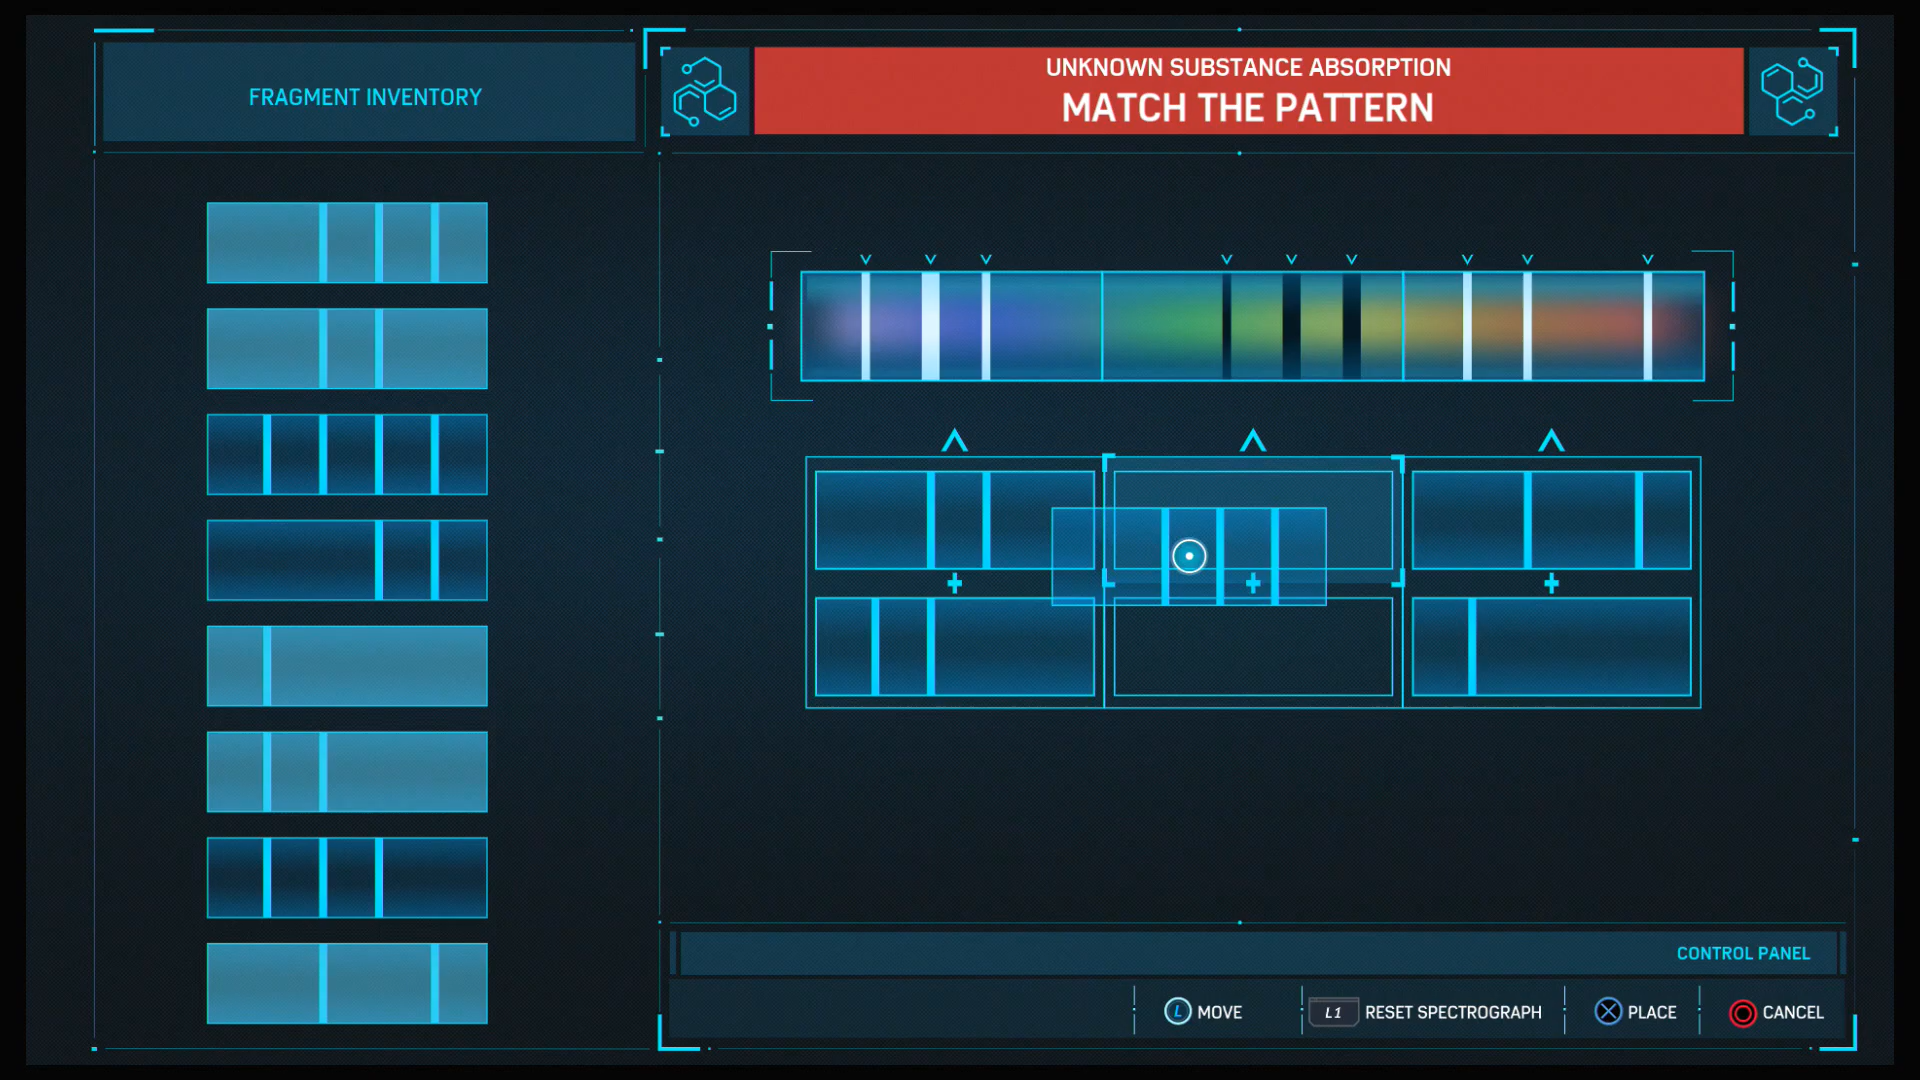 FRAGMENT INVENTORY
UNKNOWN SUBSTANCE ABSORPTION
MATCH THE PATTERN
CONTROL PANEL
L MOVE
L1 RESET SPECTROGRAPH
PLACE
CANCEL